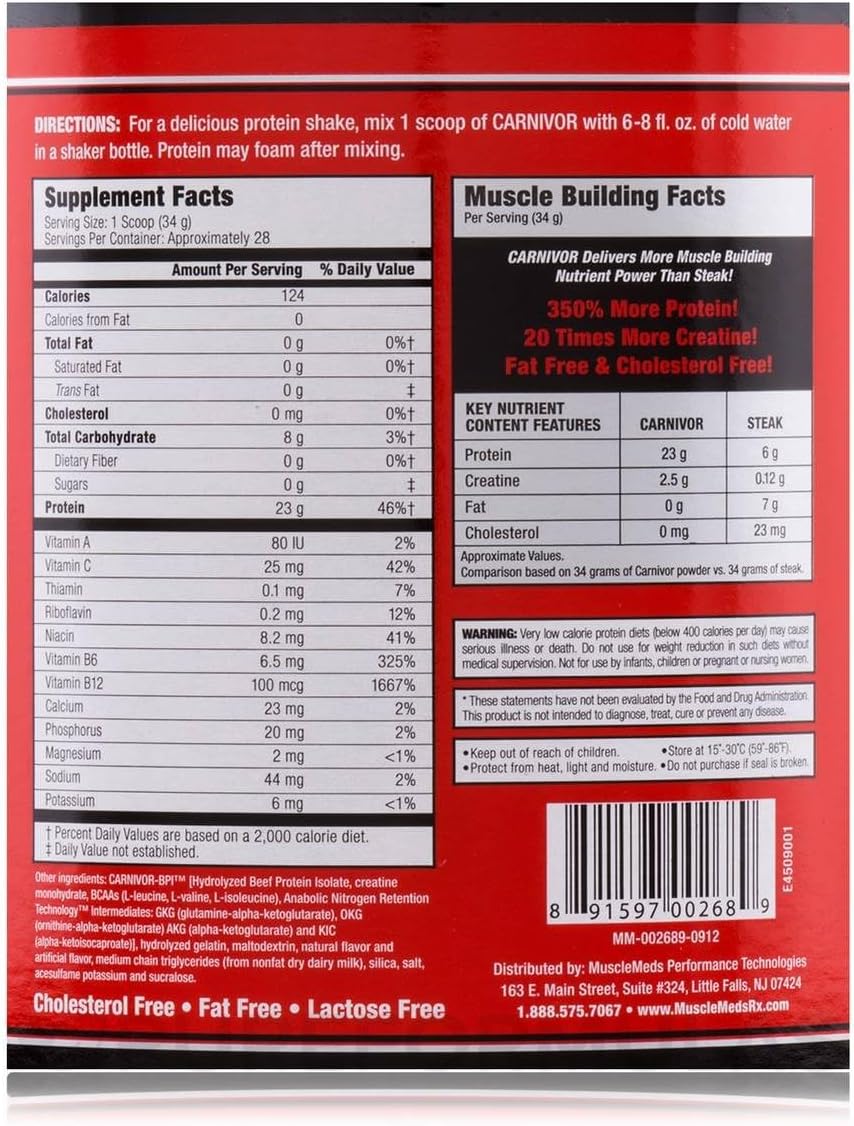 DIRECTIONS: For a delicious protein shake, mix 1 scoop of CARNIVOR with 6-8 fl. oz. of cold water
in a shaker bottle. Protein may foam after mixing.
Supplement Facts
Serving Size: 1 Scoop (34 g)
Servings Per Container: Approximately 28
Amount Per Serving % Daily Value
Calories 124
Calories from Fat 0
Total Fat 0 g 0%†
Saturated Fat 0 g 0%†
Trans Fat 0 g ‡
Cholesterol 0 mg 0%†
Total Carbohydrate 8 g 3%†
Dietary Fiber 0 g 0%†
Sugars 0 g ‡
Protein 23 g 46%†
Vitamin A 80 IU 2%
Vitamin C 25 mg 42%
Thiamin 0.1 mg 7%
Riboflavin 0.2 mg 12%
Niacin 8.2 mg 41%
Vitamin B6 6.5 mg 325%
Vitamin B12 100 mcg 1667%
Calcium 23 mg 2%
Phosphorus 20 mg 2%
Magnesium 2 mg <1%
Sodium 44 mg 2%
Potassium 6 mg <1%
† Percent Daily Values are based on a 2,000 calorie diet.
‡ Daily Value not established.
Other ingredients: CARNIVOR-BPI™ [Hydrolyzed Beef Protein Isolate, creatine
monohydrate, BCAAs (L-leucine, L-valine, L-isoleucine), Anabolic Nitrogen Retention
Technology™ Intermediates: GKG (glutamine-alpha-ketoglutarate), OKG
(ornithine-alpha-ketoglutarate) AKG (alpha-ketoglutarate) and KIC
(alpha-ketoisocaproate)], hydrolyzed gelatin, maltodextrin, natural flavor and
artificial flavor, medium chain triglycerides (from nonfat dry dairy milk), silica, salt,
acesulfame potassium and sucralose.
Cholesterol Free • Fat Free • Lactose Free
Muscle Building Facts
Per Serving (34 g)
CARNIVOR Delivers More Muscle Building
Nutrient Power Than Steak!
350% More Protein!
20 Times More Creatine!
Fat Free & Cholesterol Free!
KEY NUTRIENT
CONTENT FEATURES CARNIVOR STEAK
Protein 23 g 6 g
Creatine 2.5 g 0.12 g
Fat 0 g 7 g
Cholesterol 0 mg 23 mg
Approximate Values.
Comparison based on 34 grams of Carnivor powder vs. 34 grams of steak.
WARNING: Very low calorie protein diets (below 400 calories per day) may cause
serious illness or death. Do not use for weight reduction in such diets without
medical supervision. Not for use by infants, children or pregnant or nursing women.
* These statements have not been evaluated by the Food and Drug Administration.
This product is not intended to diagnose, treat, cure or prevent any disease.
• Keep out of reach of children. • Store at 15°-30°C (59°-86°F).
• Protect from heat, light and moisture. • Do not purchase if seal is broken.
E4509001
8 91597 00268 9
MM-002689-0912
Distributed by: MuscleMeds Performance Technologies
163 E. Main Street, Suite #324, Little Falls, NJ 07424
1.888.575.7067 • www.MuscleMedsRx.com